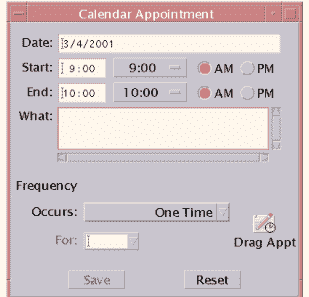 Calendar Appointment
Date: 3/4/2001
Start: 9:00 9:00 AM PM
End: 10:00 10:00 AM PM
What:
Frequency
Occurs: One Time
For:
Drag Appt
Save Reset